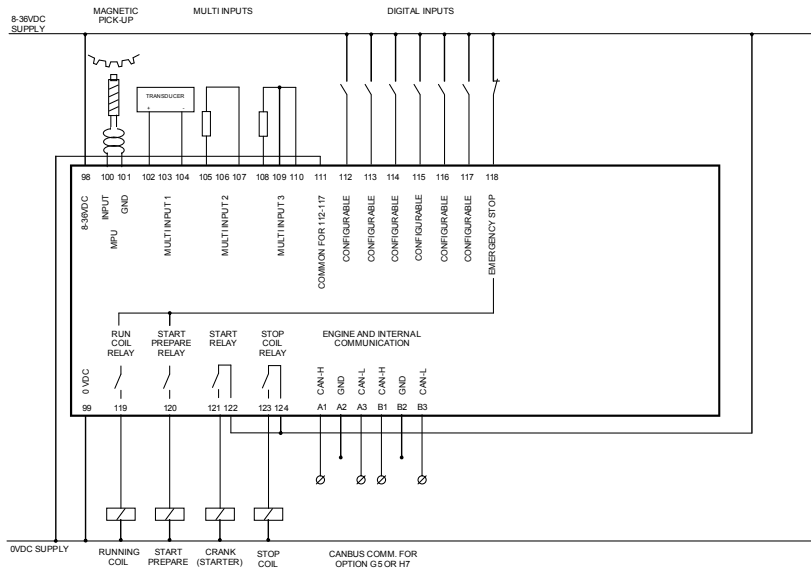 MAGNETIC PICK-UP
MULTI INPUTS
DIGITAL INPUTS
8-36VDC
SUPPLY
TRANSDUCER
+ -
98 100 101 102 103 104 105 106 107 108 109 110 111 112 113 114 115 116 117 118
8-36VDC
INPUT
MPU
GND
MULTI INPUT 1
MULTI INPUT 2
MULTI INPUT 3
COMMON FOR 112-117
CONFIGURABLE
CONFIGURABLE
CONFIGURABLE
CONFIGURABLE
CONFIGURABLE
CONFIGURABLE
EMERGENCY STOP
RUN
COIL
RELAY
START
PREPARE
RELAY
START
RELAY
STOP
COIL
RELAY
ENGINE AND INTERNAL
COMMUNICATION
0 VDC
CAN-H
GND
CAN-L
CAN-H
GND
CAN-L
99 119 120 121 122 123 124 A1 A2 A3 B1 B2 B3
0VDC SUPPLY
RUNNING
COIL
START
PREPARE
CRANK
(STARTER)
STOP
COIL
CANBUS COMM. FOR
OPTION G5 OR H7